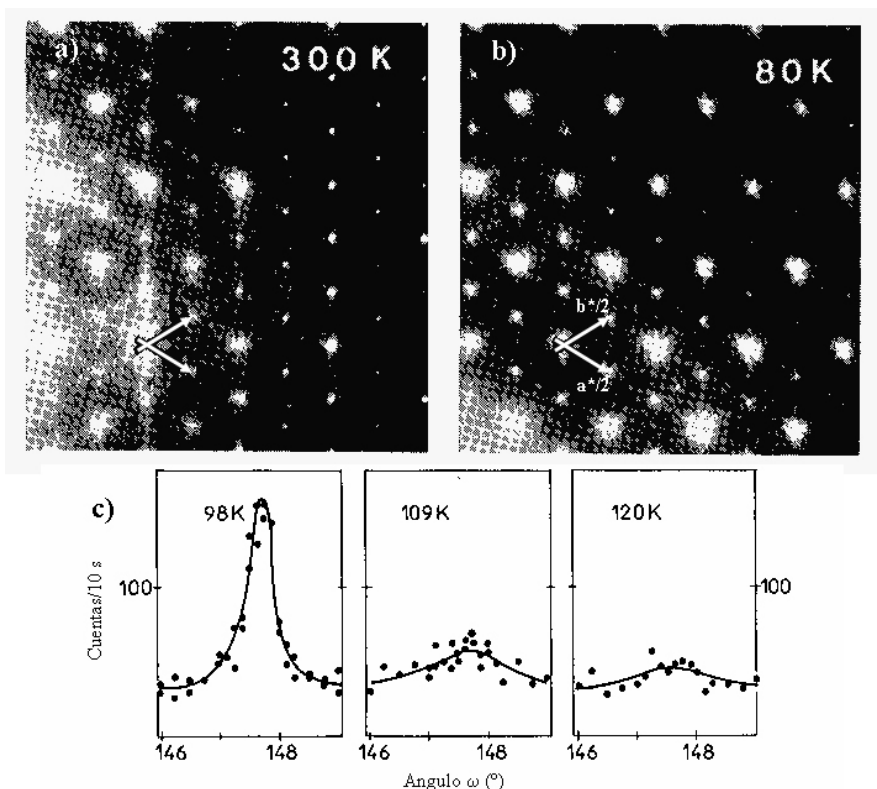 a) 300 K
b) 80K
b*/2
a*/2
c) 98K 109K 120K
100 100
Cuentas/10 s
146 148 146 148 146 148
Angulo ω (°)